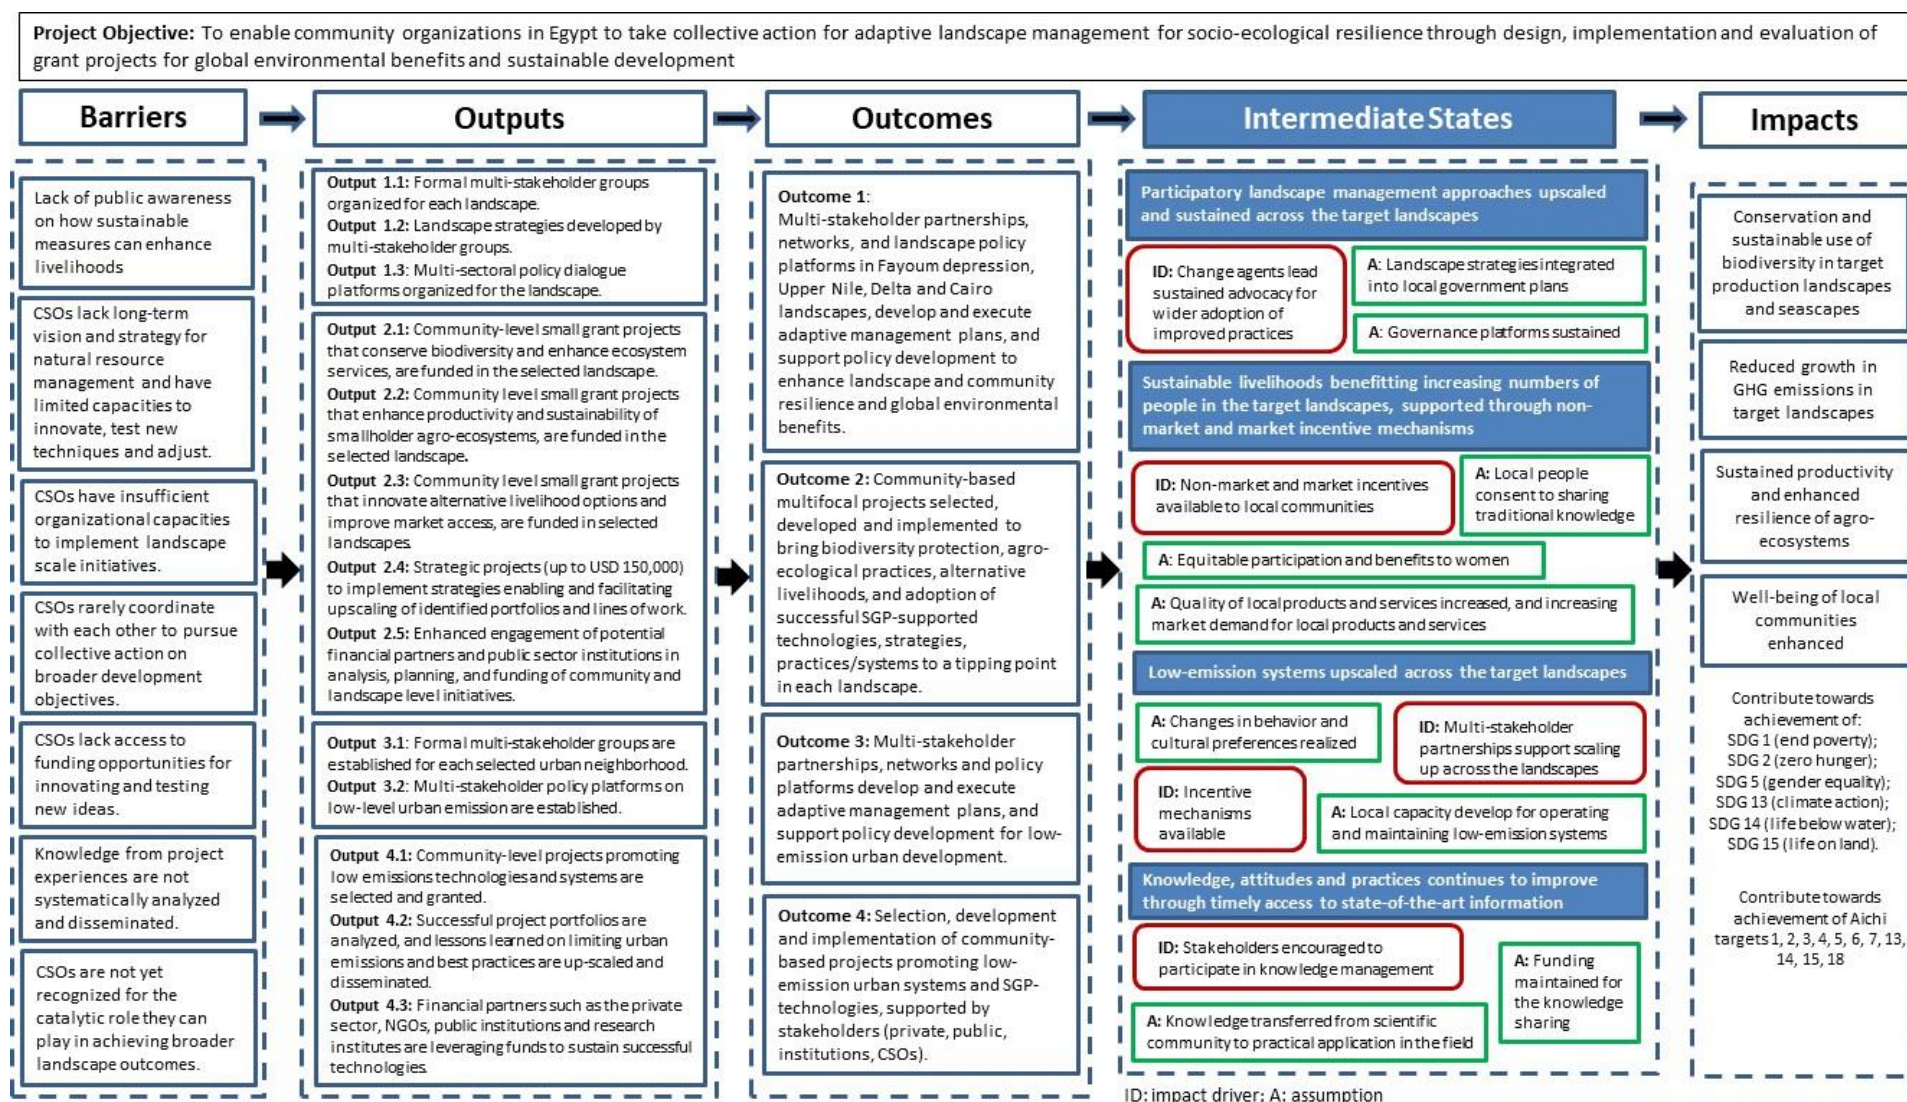 Project Objective: To enable community organizations in Egypt to take collective action for adaptive landscape management for socio-ecological resilience through design, implementation and evaluation of
grant projects for global environmental benefits and sustainable development
Barriers
Outputs
Outcomes
Intermediate States
Impacts
Lack of public awareness
on how sustainable
measures can enhance
livelihoods
CSOs lack long-term
vision and strategy for
natural resource
management and have
limited capacities to
innovate, test new
techniques and adjust.
CSOs have insufficient
organizational capacities
to implement landscape
scale initiatives.
CSOs rarely coordinate
with each other to pursue
collective action on
broader development
objectives.
CSOs lack access to
funding opportunities for
innovating and testing
new ideas.
Knowledge from project
experiences are not
systematically analyzed
and disseminated.
CSOs are not yet
recognized for the
catalytic role they can
play in achieving broader
landscape outcomes.
Output 1.1: Formal multi-stakeholder groups
organized for each landscape.
Output 1.2: Landscape strategies developed by
multi-stakeholder groups.
Output 1.3: Multi-sectoral policy dialogue
platforms organized for the landscape.
Output 2.1: Community-level small grant projects
that conserve biodiversity and enhance ecosystem
services, are funded in the selected landscape.
Output 2.2: Community level small grant projects
that enhance productivity and sustainability of
smallholder agro-ecosystems, are funded in the
selected landscape.
Output 2.3: Community level small grant projects
that innovate alternative livelihood options and
improve market access, are funded in selected
landscapes.
Output 2.4: Strategic projects (up to USD 150,000)
to implement strategies enabling and facilitating
upscaling of identified portfolios and lines of work.
Output 2.5: Enhanced engagement of potential
financial partners and public sector institutions in
analysis, planning, and funding of community and
landscape level initiatives.
Output 3.1: Formal multi-stakeholder groups are
established for each selected urban neighborhood.
Output 3.2: Multi-stakeholder policy platforms on
low-level urban emission are established.
Output 4.1: Community-level projects promoting
low emissions technologies and systems are
selected and granted.
Output 4.2: Successful project portfolios are
analyzed, and lessons learned on limiting urban
emissions and best practices are up-scaled and
disseminated.
Output 4.3: Financial partners such as the private
sector, NGOs, public institutions and research
institutes are leveraging funds to sustain successful
technologies.
Outcome 1:
Multi-stakeholder partnerships,
networks, and landscape policy
platforms in Fayoum depression,
Upper Nile, Delta and Cairo
landscapes, develop and execute
adaptive management plans, and
support policy development to
enhance landscape and community
resilience and global environmental
benefits.
Outcome 2: Community-based
multifocal projects selected,
developed and implemented to
bring biodiversity protection, agro-
ecological practices, alternative
livelihoods, and adoption of
successful SGP-supported
technologies, strategies,
practices/systems to a tipping point
in each landscape.
Outcome 3: Multi-stakeholder
partnerships, networks and policy
platforms develop and execute
adaptive management plans, and
support policy development for low-
emission urban development.
Outcome 4: Selection, development
and implementation of community-
based projects promoting low-
emission urban systems and SGP-
technologies, supported by
stakeholders (private, public,
institutions, CSOs).
Participatory landscape management approaches upscaled
and sustained across the target landscapes
ID: Change agents lead
sustained advocacy for
wider adoption of
improved practices
A: Landscape strategies integrated
into local government plans
A: Governance platforms sustained
Sustainable livelihoods benefitting increasing numbers of
people in the target landscapes, supported through non-
market and market incentive mechanisms
ID: Non-market and market incentives
available to local communities
A: Local people
consent to sharing
traditional knowledge
A: Equitable participation and benefits to women
A: Quality of local products and services increased, and increasing
market demand for local products and services
Low-emission systems upscaled across the target landscapes
A: Changes in behavior and
cultural preferences realized
ID: Multi-stakeholder
partnerships support scaling
up across the landscapes
ID: Incentive
mechanisms
available
A: Local capacity develop for operating
and maintaining low-emission systems
Knowledge, attitudes and practices continues to improve
through timely access to state-of-the-art information
ID: Stakeholders encouraged to
participate in knowledge management
A: Funding
maintained for
the knowledge
sharing
A: Knowledge transferred from scientific
community to practical application in the field
ID: impact driver; A: assumption
Conservation and
sustainable use of
biodiversity in target
production landscapes
and seascapes
Reduced growth in
GHG emissions in
target landscapes
Sustained productivity
and enhanced
resilience of agro-
ecosystems
Well-being of local
communities
enhanced
Contribute towards
achievement of:
SDG 1 (end poverty);
SDG 2 (zero hunger);
SDG 5 (gender equality);
SDG 13 (climate action);
SDG 14 (life below water);
SDG 15 (life on land).
Contribute towards
achievement of Aichi
targets 1, 2, 3, 4, 5, 6, 7, 13,
14, 15, 18